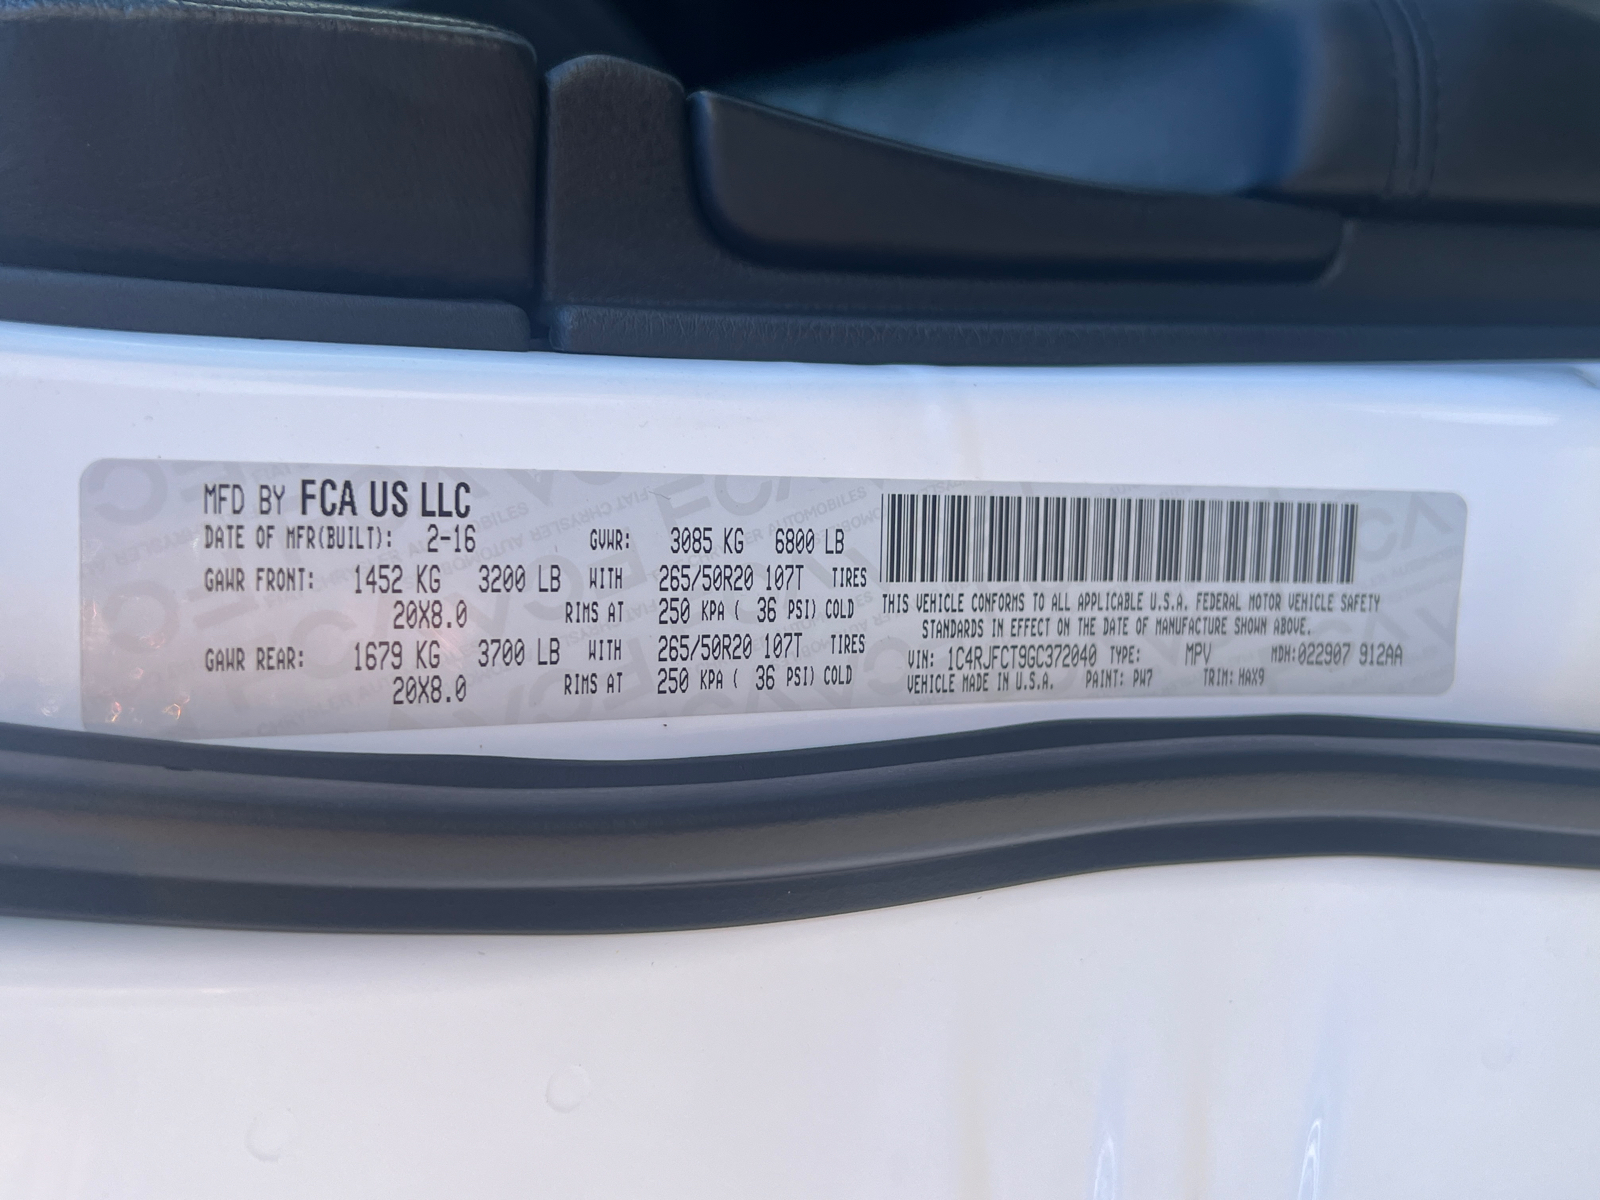 MFD BY FCA US LLC
DATE OF MFR(BUILT): 2-16 GVWR: 3085 KG 6800 LB
GAWR FRONT: 1452 KG 3200 LB WITH 265/50R20 107T TIRES
20X8.0 RIMS AT 250 KPA ( 36 PSI) COLD
GAWR REAR: 1679 KG 3700 LB WITH 265/50R20 107T TIRES
20X8.0 RIMS AT 250 KPA ( 36 PSI) COLD
THIS VEHICLE CONFORMS TO ALL APPLICABLE U.S.A. FEDERAL MOTOR VEHICLE SAFETY
STANDARDS IN EFFECT ON THE DATE OF MANUFACTURE SHOWN ABOVE.
VIN: 1C4RJFCT9GC372040 TYPE: MPV MDH:022907 912AA
VEHICLE MADE IN U.S.A. PAINT: PW7 TRIM: HAX9